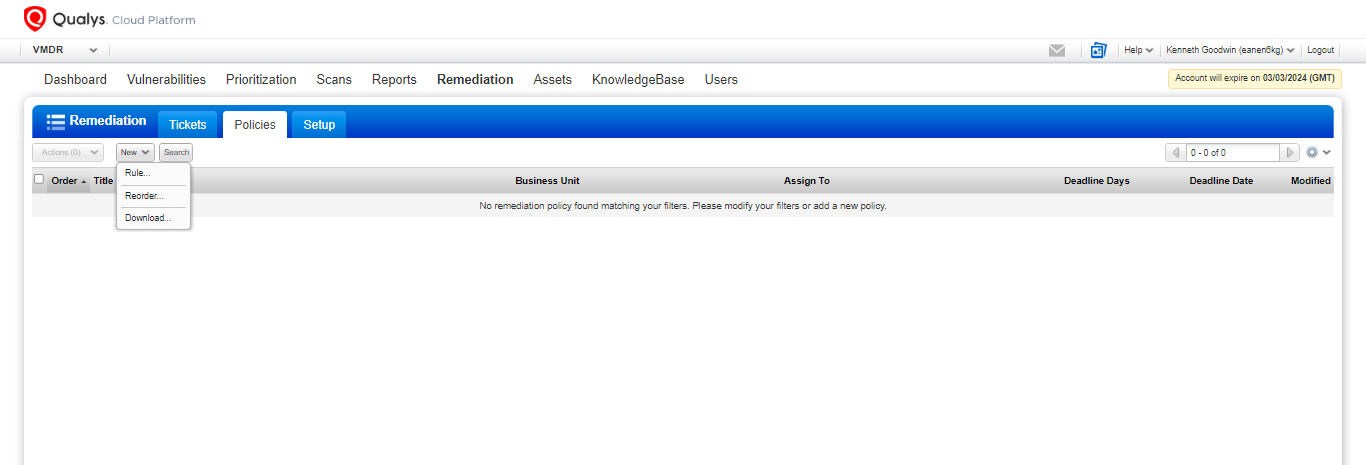 Qualys. Cloud Platform
VMDR Help Kenneth Goodwin (eanen6kg) Logout
Dashboard Vulnerabilities Prioritization Scans Reports Remediation Assets KnowledgeBase Users Account will expire on 03/03/2024 (GMT)
Remediation Tickets Policies Setup
Actions (0) New Search 0 - 0 of 0
Order Title Business Unit Assign To Deadline Days Deadline Date Modified
Rule...
Reorder...
Download...
No remediation policy found matching your filters. Please modify your filters or add a new policy.